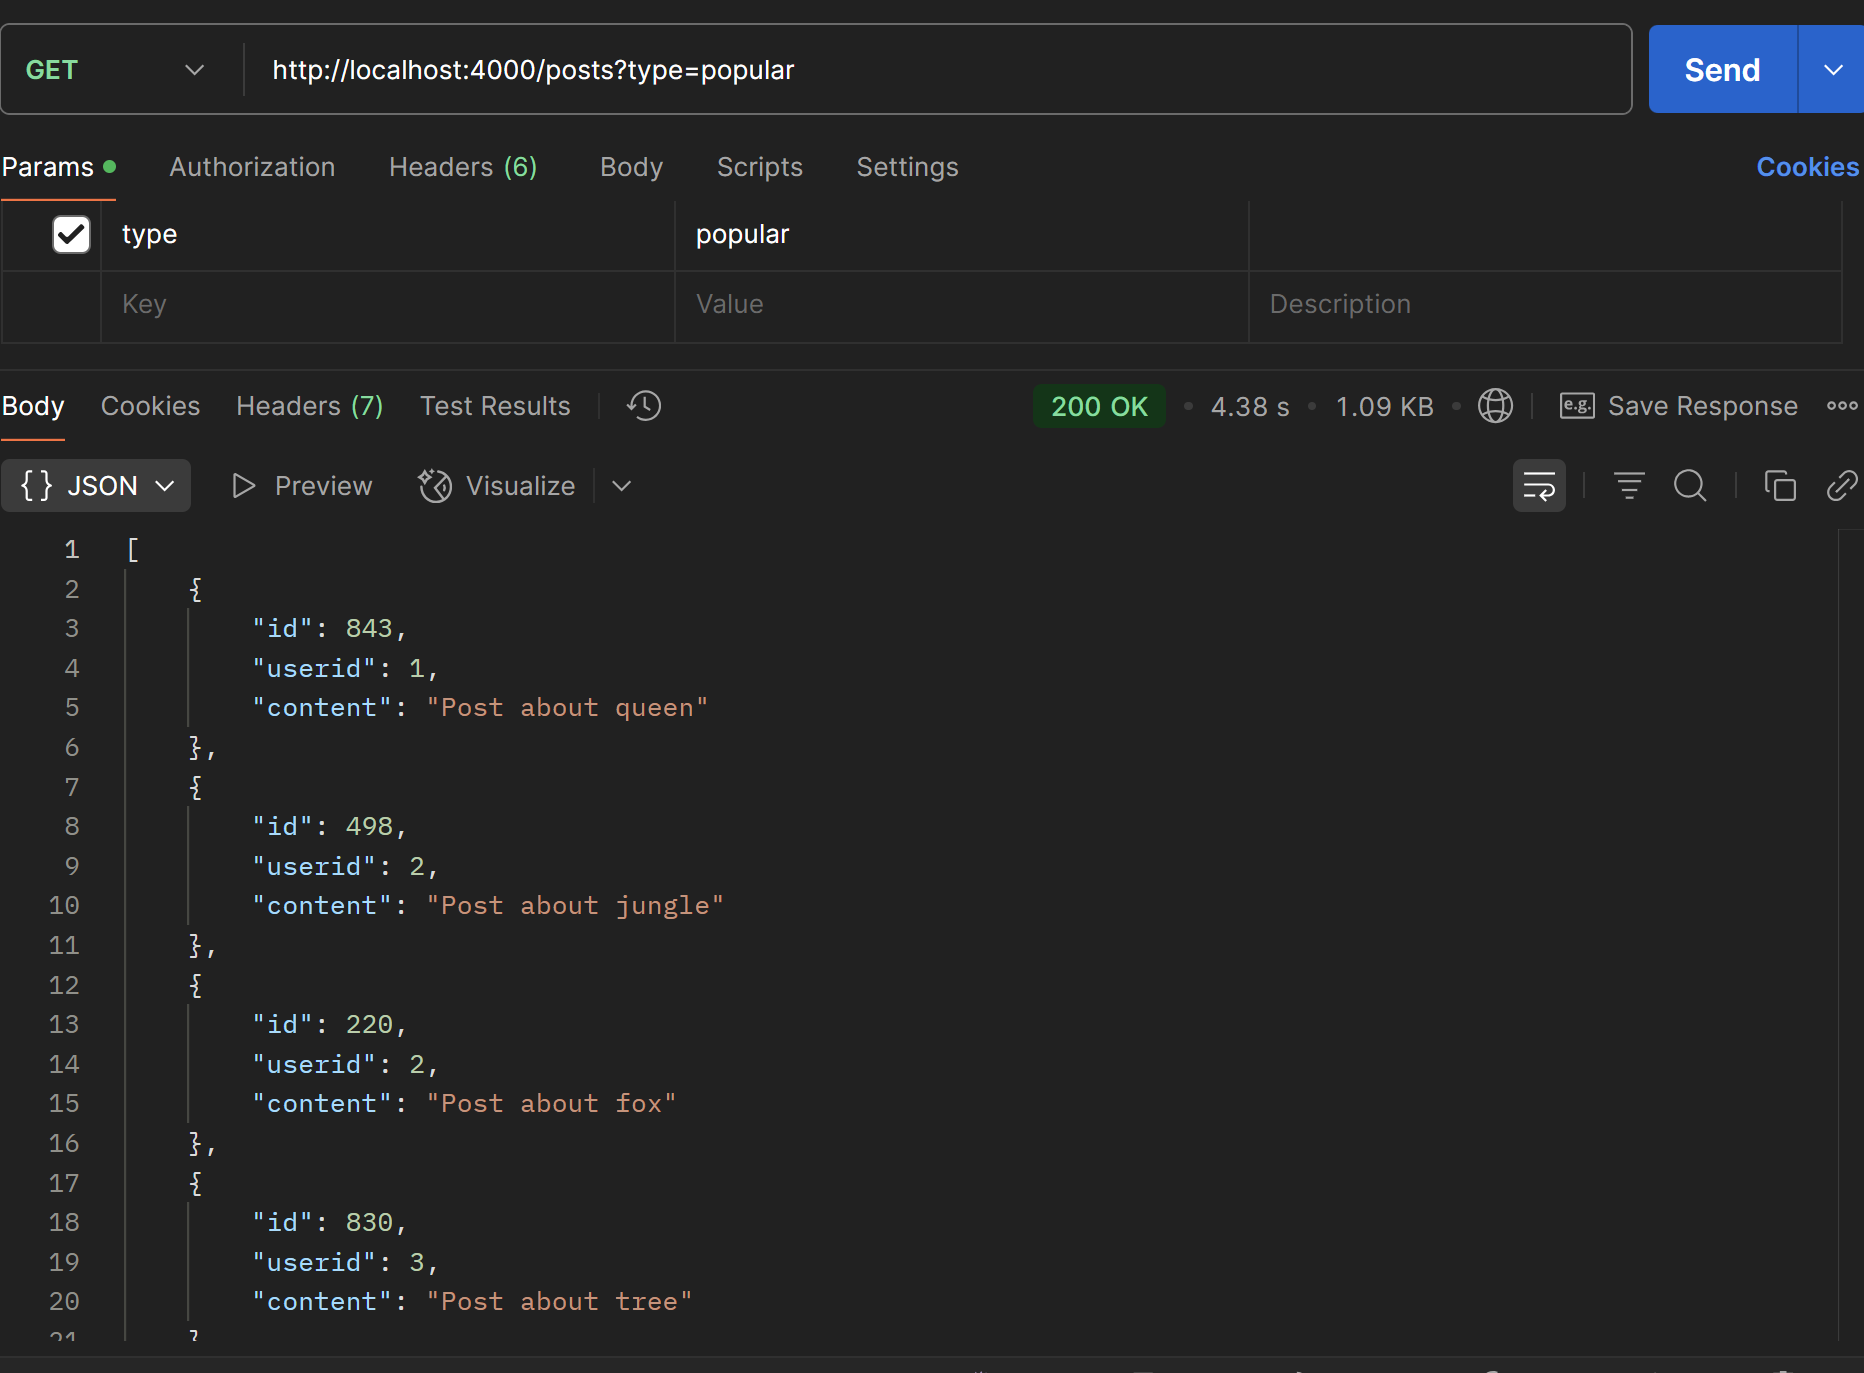 GET http://localhost:4000/posts?type=popular Send
Params Authorization Headers (6) Body Scripts Settings Cookies
type popular
Key Value Description
Body Cookies Headers (7) Test Results 200 OK • 4.38 s • 1.09 KB • e.g. Save Response
{} JSON Preview Visualize
1 [
2 {
3 "id": 843,
4 "userid": 1,
5 "content": "Post about queen"
6 },
7 {
8 "id": 498,
9 "userid": 2,
10 "content": "Post about jungle"
11 },
12 {
13 "id": 220,
14 "userid": 2,
15 "content": "Post about fox"
16 },
17 {
18 "id": 830,
19 "userid": 3,
20 "content": "Post about tree"
21 }